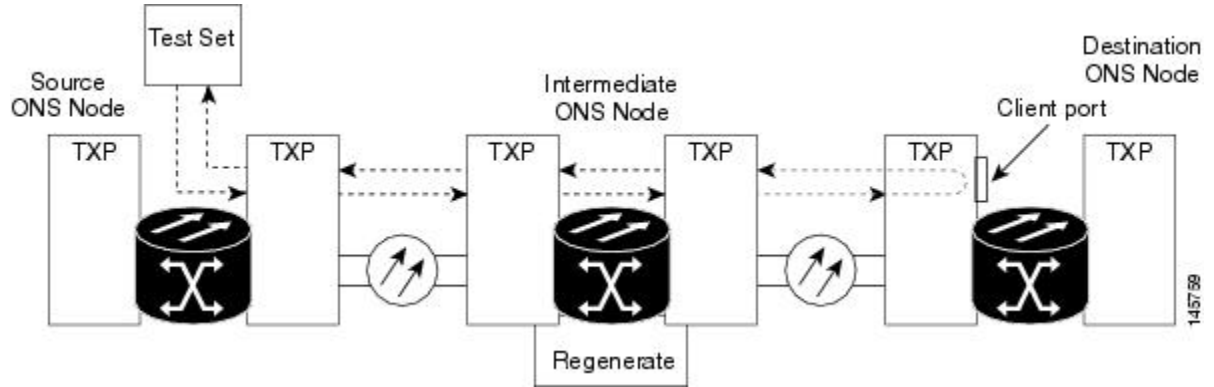 Test Set
Source
ONS Node
Intermediate
ONS Node
Destination
ONS Node
Client port
TXP
TXP
TXP
TXP
TXP
TXP
Regenerate
145759